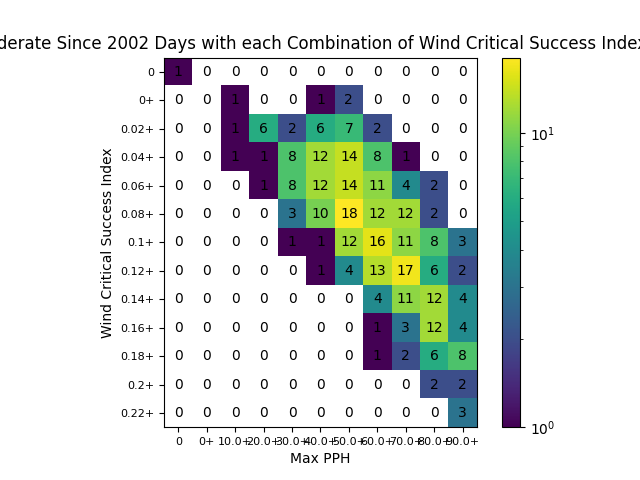 derate Since 2002 Days with each Combination of Wind Critical Success Index
Wind Critical Success Index
0 1 0 0 0 0 0 0 0 0 0 0
0+ 0 0 1 0 0 1 2 0 0 0 0
0.02+ 0 0 1 6 2 6 7 2 0 0 0
0.04+ 0 0 1 1 8 12 14 8 1 0 0
0.06+ 0 0 0 1 8 12 14 11 4 2 0
0.08+ 0 0 0 0 3 10 18 12 12 2 0
0.1+ 0 0 0 0 1 1 12 16 11 8 3
0.12+ 0 0 0 0 0 1 4 13 17 6 2
0.14+ 0 0 0 0 0 0 0 4 11 12 4
0.16+ 0 0 0 0 0 0 0 1 3 12 4
0.18+ 0 0 0 0 0 0 0 1 2 6 8
0.2+ 0 0 0 0 0 0 0 0 0 2 2
0.22+ 0 0 0 0 0 0 0 0 0 0 3
0 0+ 10.0+ 20.0+ 30.0+ 40.0+ 50.0+ 60.0+ 70.0+ 80.0+ 90.0+
Max PPH
10¹
10⁰